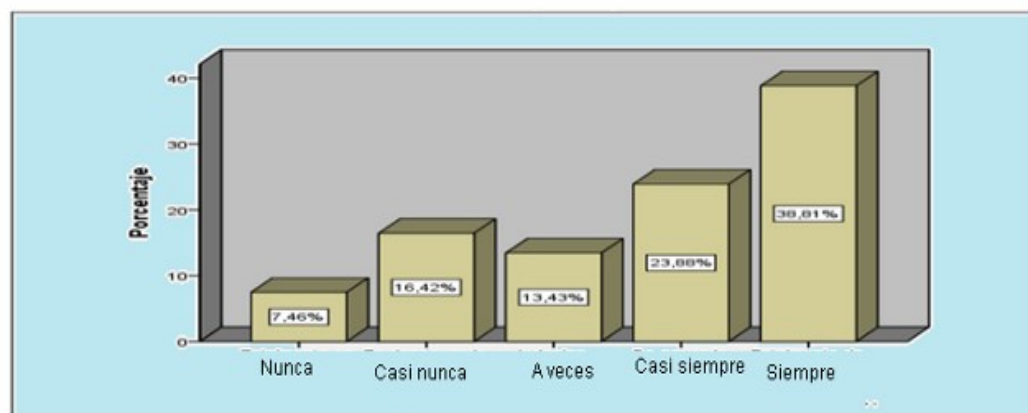 Porcentaje
40
30
20
10
0
7,46%
16,42%
13,43%
23,88%
38,81%
Nunca
Casi nunca
A veces
Casi siempre
Siempre